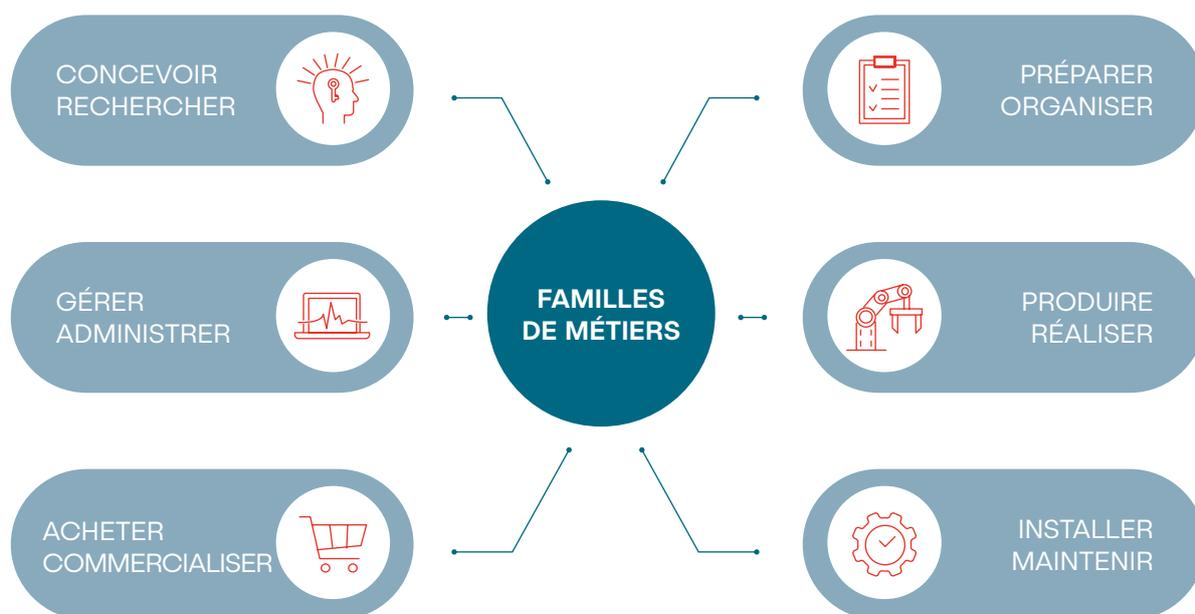 CONCEVOIR
RECHERCHER
PRÉPARER
ORGANISER
GÉRER
ADMINISTRER
FAMILLES
DE MÉTIERS
PRODUIRE
RÉALISER
ACHETER
COMMERCIALISER
INSTALLER
MAINTENIR